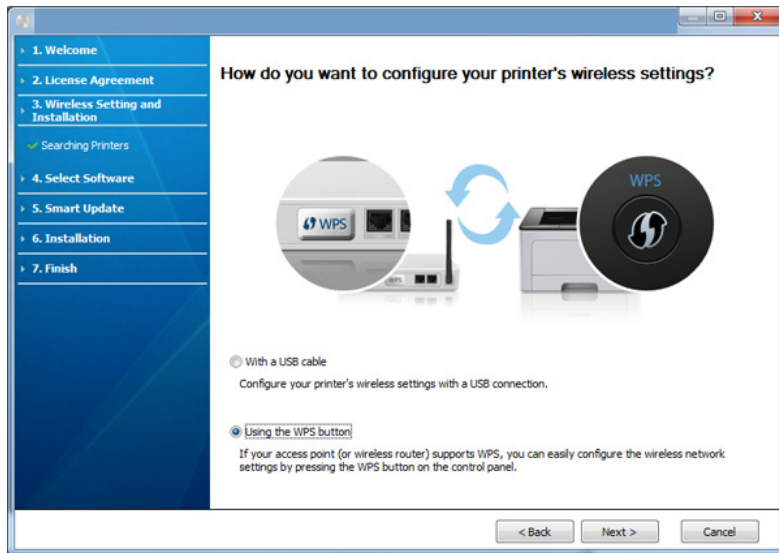 1. Welcome
2. License Agreement
3. Wireless Setting and
Installation
Searching Printers
4. Select Software
5. Smart Update
6. Installation
7. Finish
How do you want to configure your printer's wireless settings?
WPS
WPS
WPS
With a USB cable
Configure your printer's wireless settings with a USB connection.
Using the WPS button
If your access point (or wireless router) supports WPS, you can easily configure the wireless network
settings by pressing the WPS button on the control panel.
< Back
Next >
Cancel